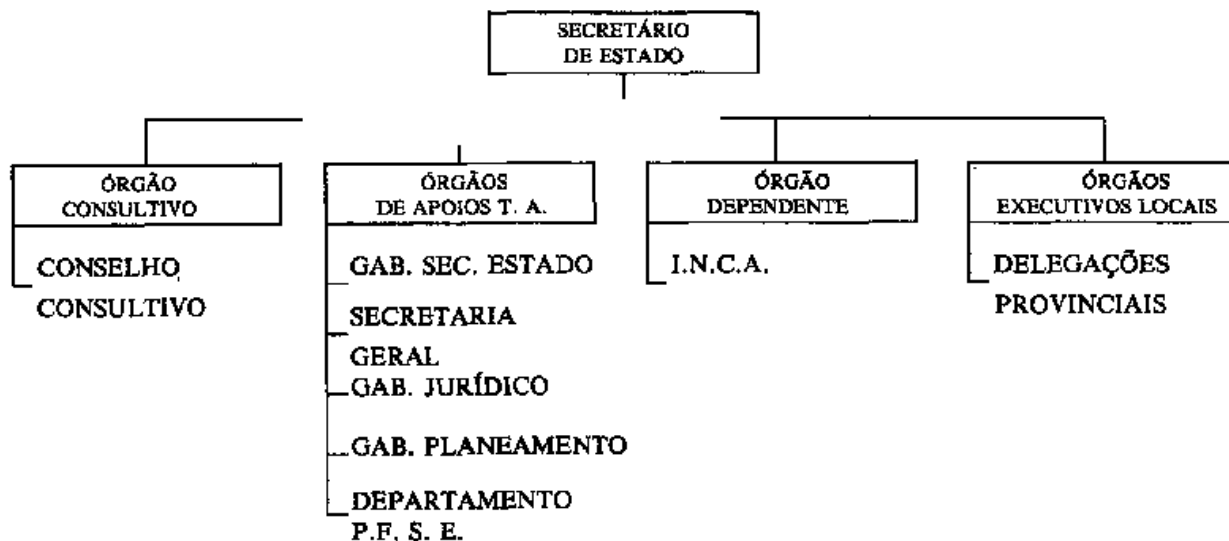 SECRETÁRIO
DE ESTADO
ÓRGÃO
CONSULTIVO
CONSELHO
CONSULTIVO
ÓRGÃOS
DE APOIOS T. A.
GAB. SEC. ESTADO
SECRETARIA
GERAL
GAB. JURÍDICO
GAB. PLANEAMENTO
DEPARTAMENTO
P.F. S. E.
ÓRGÃO
DEPENDENTE
I.N.C.A.
ÓRGÃOS
EXECUTIVOS LOCAIS
DELEGAÇÕES
PROVINCIAIS